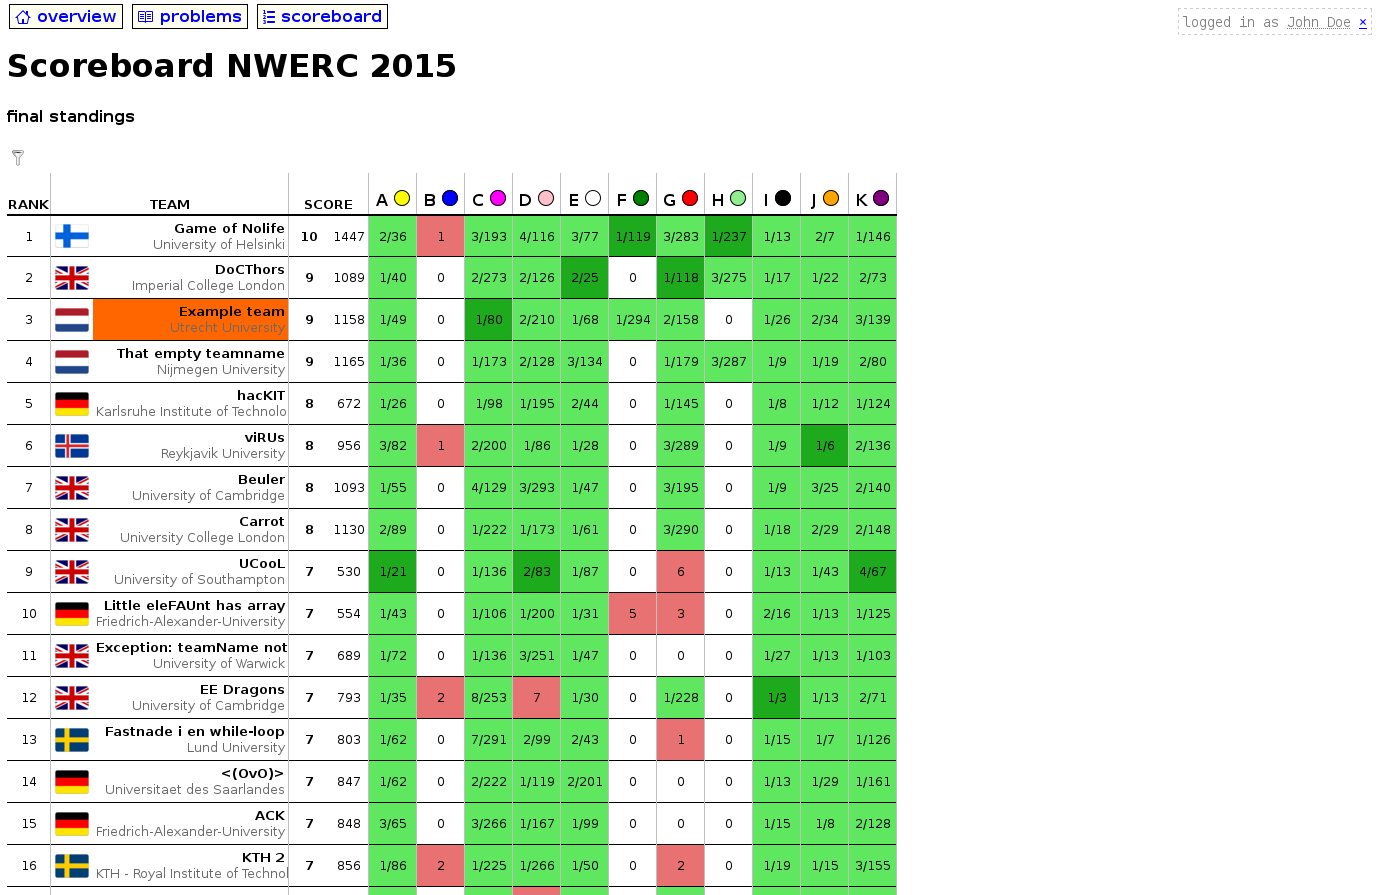 overview problems scoreboard
logged in as John Doe ×
Scoreboard NWERC 2015
final standings
RANK TEAM SCORE A B C D E F G H I J K
1 Game of Nolife 10 1447 2/36 1 3/193 4/116 3/77 1/119 3/283 1/237 1/13 2/7 1/146
University of Helsinki
2 DoCThors 9 1089 1/40 0 2/273 2/126 2/25 0 1/118 3/275 1/17 1/22 2/73
Imperial College London
3 Example team 9 1158 1/49 0 1/80 2/210 1/68 1/294 2/158 0 1/26 2/34 3/139
Utrecht University
4 That empty teamname 9 1165 1/36 0 1/173 2/128 3/134 0 1/179 3/287 1/9 1/19 2/80
Nijmegen University
5 hacKIT 8 672 1/26 0 1/98 1/195 2/44 0 1/145 0 1/8 1/12 1/124
Karlsruhe Institute of Technolo
6 viRUs 8 956 3/82 1 2/200 1/86 1/28 0 3/289 0 1/9 1/6 2/136
Reykjavik University
7 Beuler 8 1093 1/55 0 4/129 3/293 1/47 0 3/195 0 1/9 3/25 2/140
University of Cambridge
8 Carrot 8 1130 2/89 0 1/222 1/173 1/61 0 3/290 0 1/18 2/29 2/148
University College London
9 UCooL 7 530 1/21 0 1/136 2/83 1/87 0 6 0 1/13 1/43 4/67
University of Southampton
10 Little eleFAUnt has array 7 554 1/43 0 1/106 1/200 1/31 5 3 0 2/16 1/13 1/125
Friedrich-Alexander-University
11 Exception: teamName not 7 689 1/72 0 1/136 3/251 1/47 0 0 0 1/27 1/13 1/103
University of Warwick
12 EE Dragons 7 793 1/35 2 8/253 7 1/30 0 1/228 0 1/3 1/13 2/71
University of Cambridge
13 Fastnade i en while-loop 7 803 1/62 0 7/291 2/99 2/43 0 1 0 1/15 1/7 1/126
Lund University
14 <(OvO)> 7 847 1/62 0 2/222 1/119 2/201 0 0 0 1/13 1/29 1/161
Universitaet des Saarlandes
15 ACK 7 848 3/65 0 3/266 1/167 1/99 0 0 0 1/15 1/8 2/128
Friedrich-Alexander-University
16 KTH 2 7 856 1/86 2 1/225 1/266 1/50 0 2 0 1/19 1/15 3/155
KTH - Royal Institute of Technol